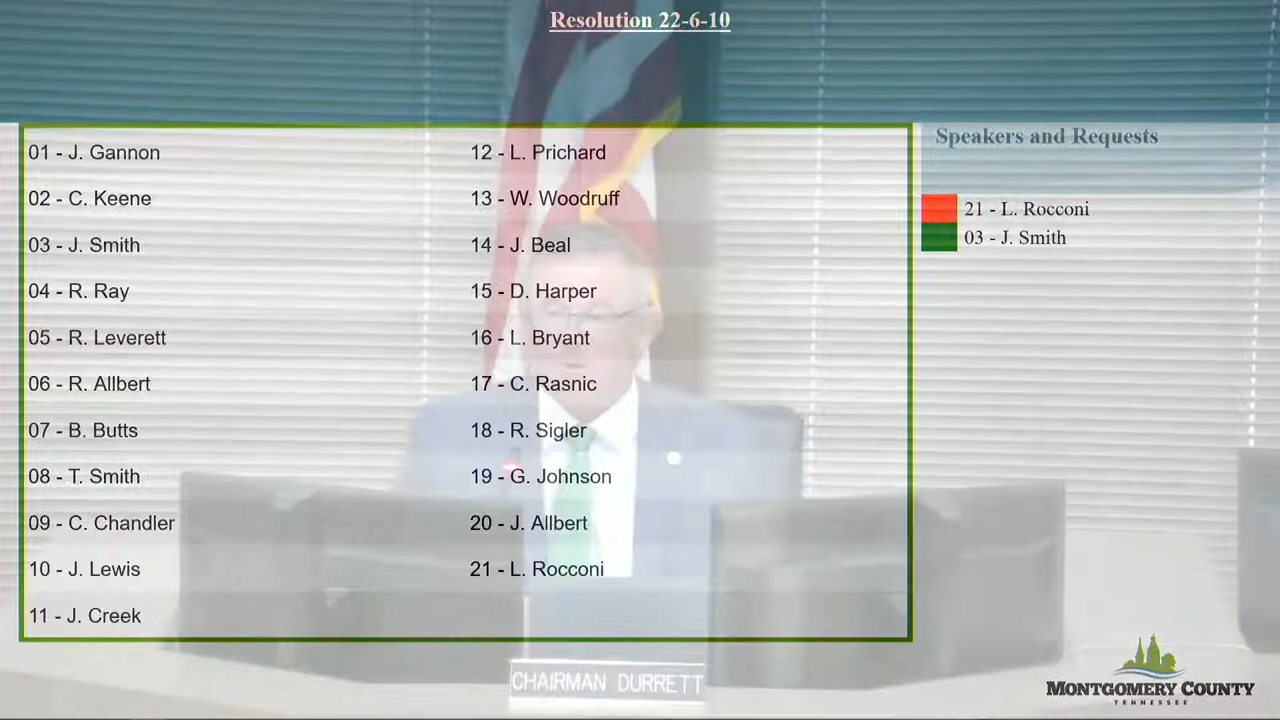 Resolution 22-6-10
01 - J. Gannon
02 - C. Keene
03 - J. Smith
04 - R. Ray
05 - R. Leverett
06 - R. Allbert
07 - B. Butts
08 - T. Smith
09 - C. Chandler
10 - J. Lewis
11 - J. Creek
12 - L. Prichard
13 - W. Woodruff
14 - J. Beal
15 - D. Harper
16 - L. Bryant
17 - C. Rasnic
18 - R. Sigler
19 - G. Johnson
20 - J. Allbert
21 - L. Rocconi
Speakers and Requests
21 - L. Rocconi
03 - J. Smith
CHAIRMAN DURRETT
MONTGOMERY COUNTY
TENNESSEE